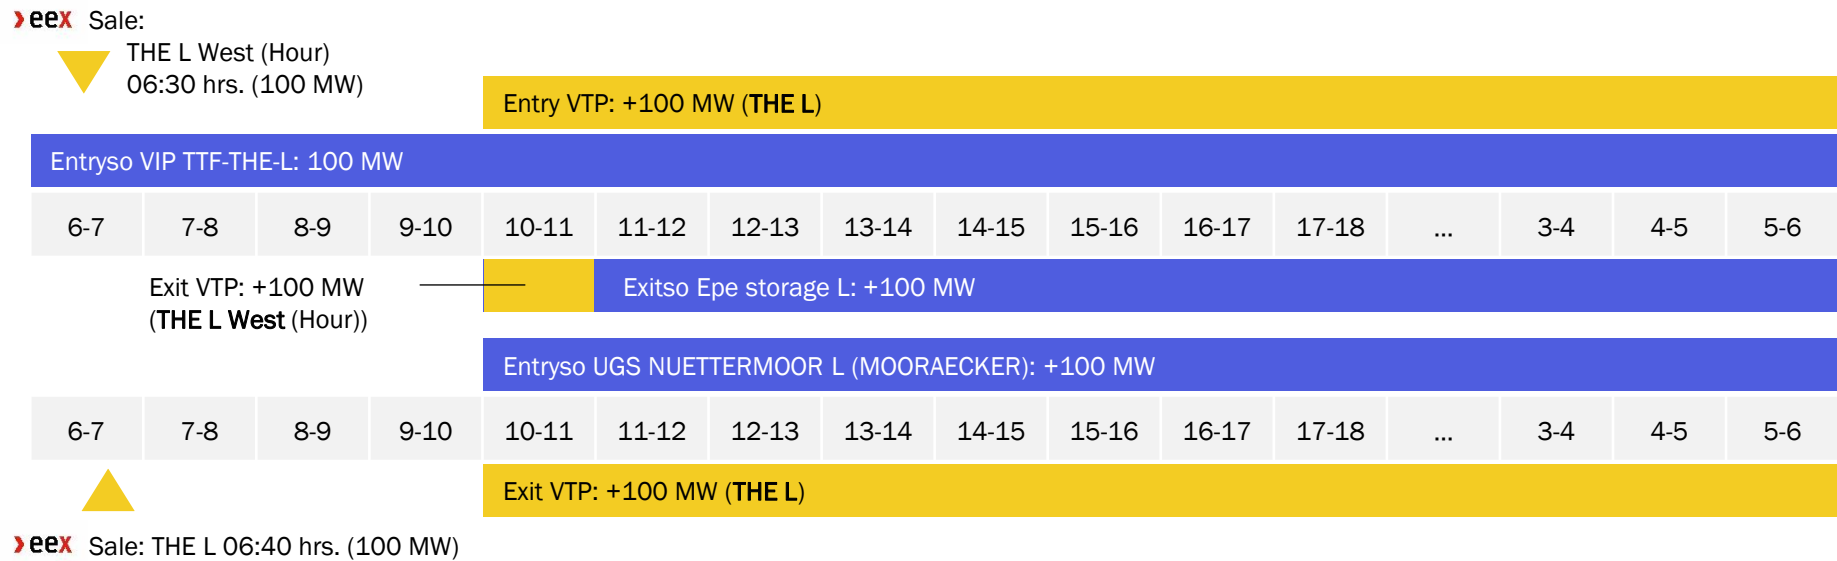 eex Sale:
THE L West (Hour)
06:30 hrs. (100 MW)
Entry VTP: +100 MW (THE L)
Entryso VIP TTF-THE-L: 100 MW
6-7 7-8 8-9 9-10 10-11 11-12 12-13 13-14 14-15 15-16 16-17 17-18 ... 3-4 4-5 5-6
Exit VTP: +100 MW
(THE L West (Hour))
Exitso Epe storage L: +100 MW
Entryso UGS NUETTERMOOR L (MOORAECKER): +100 MW
6-7 7-8 8-9 9-10 10-11 11-12 12-13 13-14 14-15 15-16 16-17 17-18 ... 3-4 4-5 5-6
Exit VTP: +100 MW (THE L)
eex Sale: THE L 06:40 hrs. (100 MW)